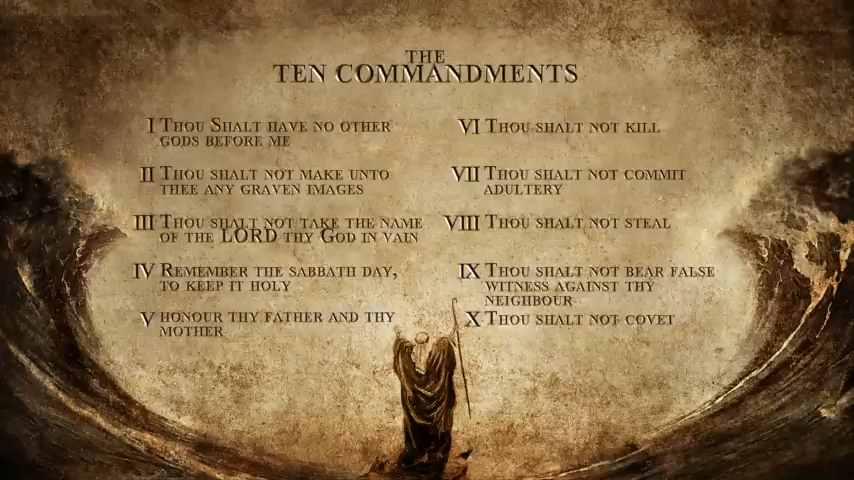 THE
TEN COMMANDMENTS
I THOU SHALT HAVE NO OTHER
GODS BEFORE ME
II THOU SHALT NOT MAKE UNTO
THEE ANY GRAVEN IMAGES
III THOU SHALT NOT TAKE THE NAME
OF THE LORD THY GOD IN VAIN
IV REMEMBER THE SABBATH DAY,
TO KEEP IT HOLY
V HONOUR THY FATHER AND THY
MOTHER
VI THOU SHALT NOT KILL
VII THOU SHALT NOT COMMIT
ADULTERY
VIII THOU SHALT NOT STEAL
IX THOU SHALT NOT BEAR FALSE
WITNESS AGAINST THY
NEIGHBOUR
X THOU SHALT NOT COVET